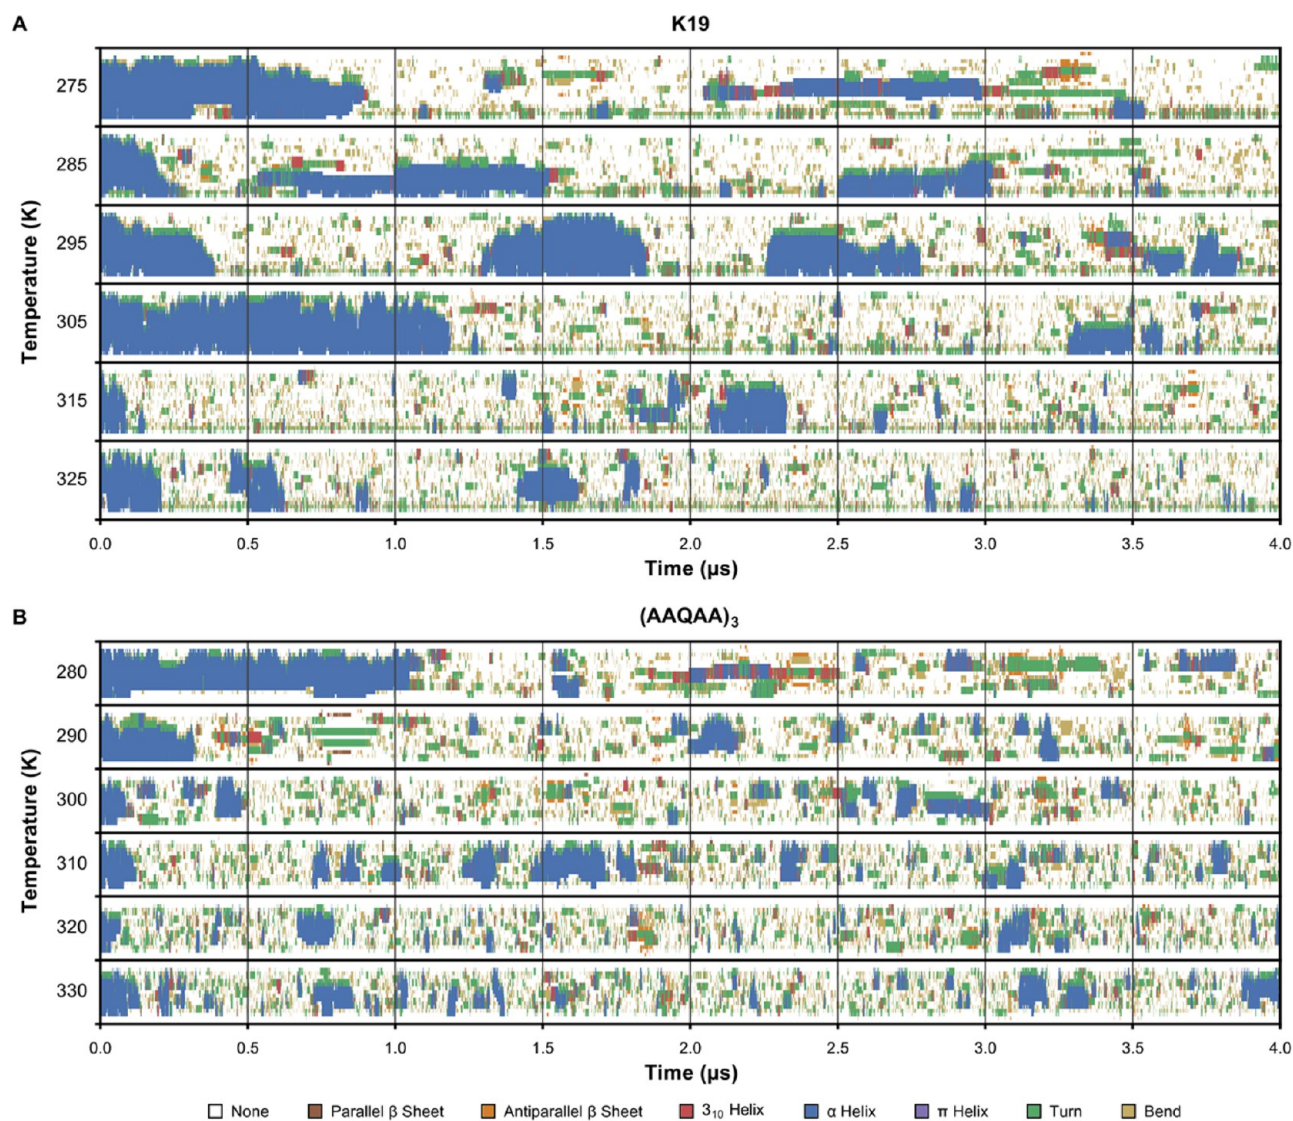 A
K19
Temperature (K)
275
285
295
305
315
325
0.0 0.5 1.0 1.5 2.0 2.5 3.0 3.5 4.0
Time (μs)
B
(AAQAA)₃
Temperature (K)
280
290
300
310
320
330
0.0 0.5 1.0 1.5 2.0 2.5 3.0 3.5 4.0
Time (μs)
None Parallel β Sheet Antiparallel β Sheet 3₁₀ Helix α Helix π Helix Turn Bend